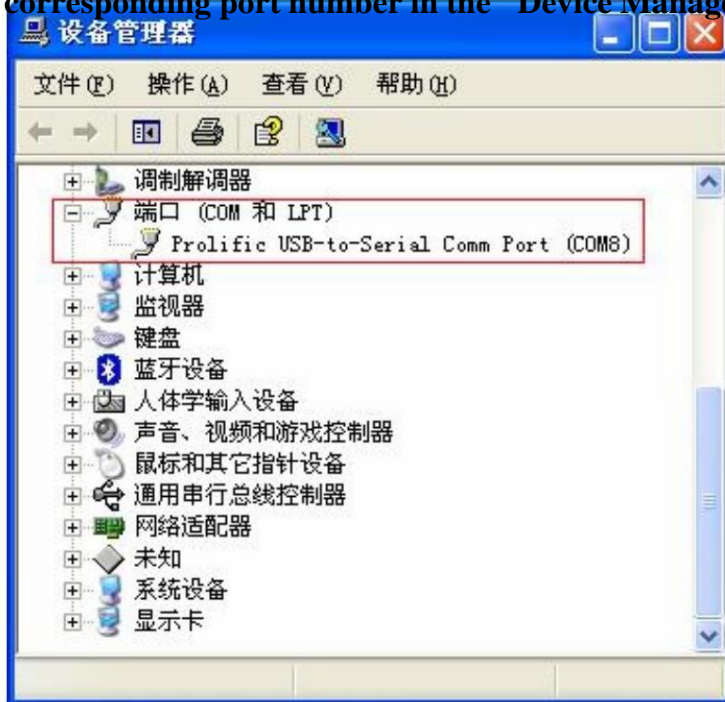 corresponding port number in the "Device Manage
设备管理器
文件(F) 操作(A) 查看(V) 帮助(H)
调制解调器
端口 (COM 和 LPT)
Prolific USB-to-Serial Comm Port (COM8)
计算机
监视器
键盘
蓝牙设备
人体学输入设备
声音、视频和游戏控制器
鼠标和其它指针设备
通用串行总线控制器
网络适配器
未知
系统设备
显示卡